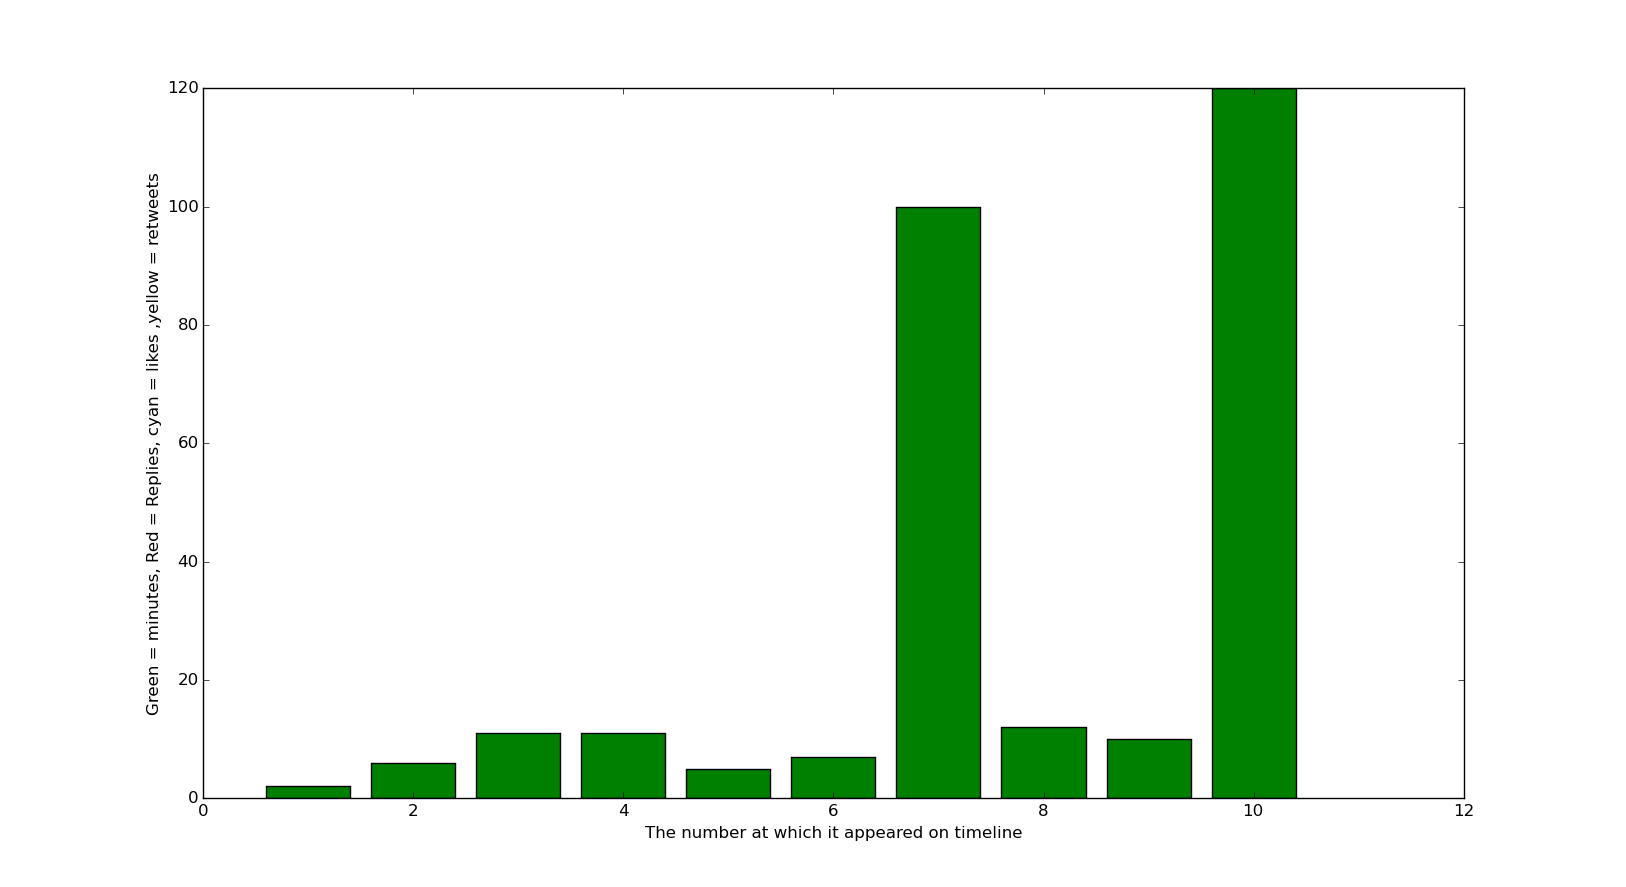 120
100
80
60
40
20
0
Green = minutes, Red = Replies, cyan = likes ,yellow = retweets
0 2 4 6 8 10 12
The number at which it appeared on timeline